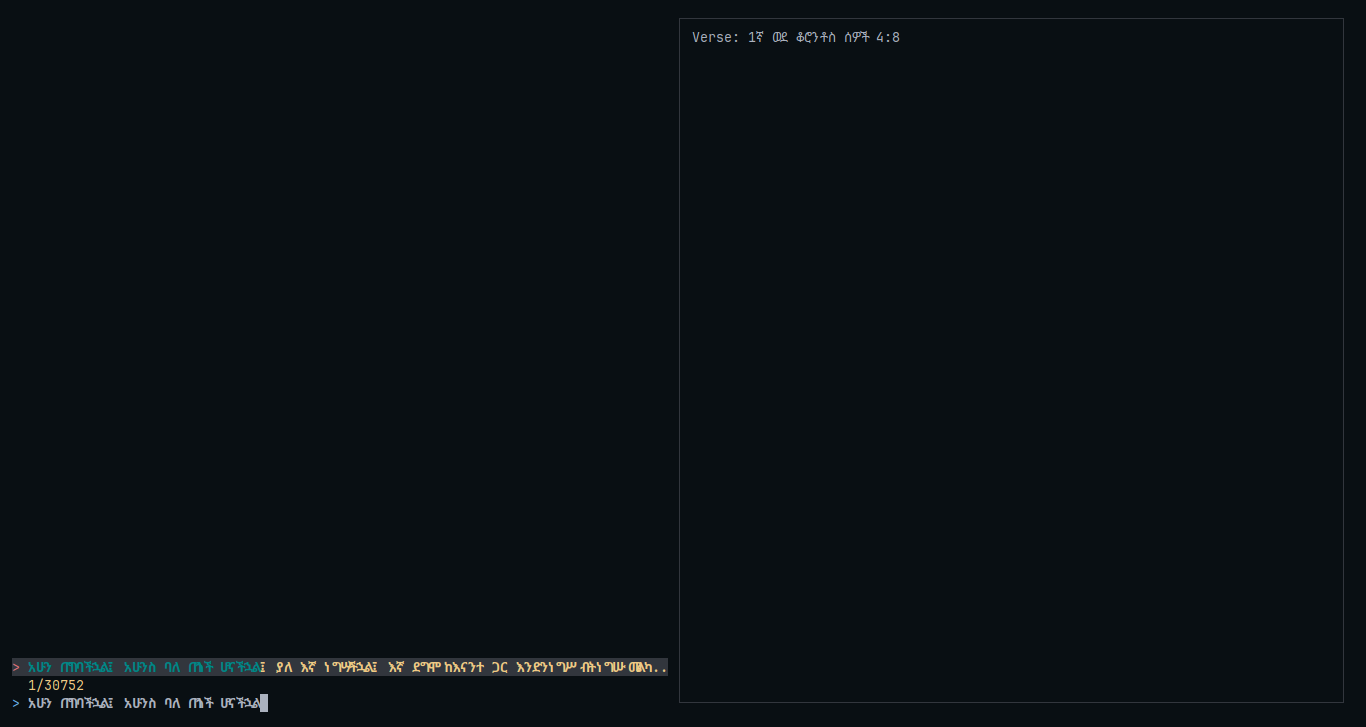 Verse: 1ኛ ወደ ቆሮንቶስ ሰዎች 4:8
> አሁን ጠግባችኋል፤ አሁንስ ባለ ጠጎች ሆናችኋል፤ ያለ እኛ ነግሣችኋል፤ እኛ ደግሞ ከእናንተ ጋር እንድንነግሥ ብትነግሡ መልካ..
1/30752
> አሁን ጠግባችኋል፤ አሁንስ ባለ ጠጎች ሆናችኋል